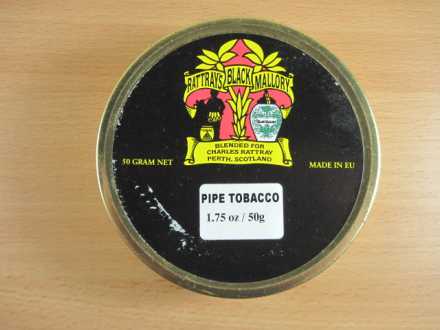 RATTRAYS BLACK MALLORY
BLENDED FOR
CHARLES RATTRAY
PERTH, SCOTLAND
50 GRAM NET
MADE IN EU
PIPE TOBACCO
1.75 oz / 50g